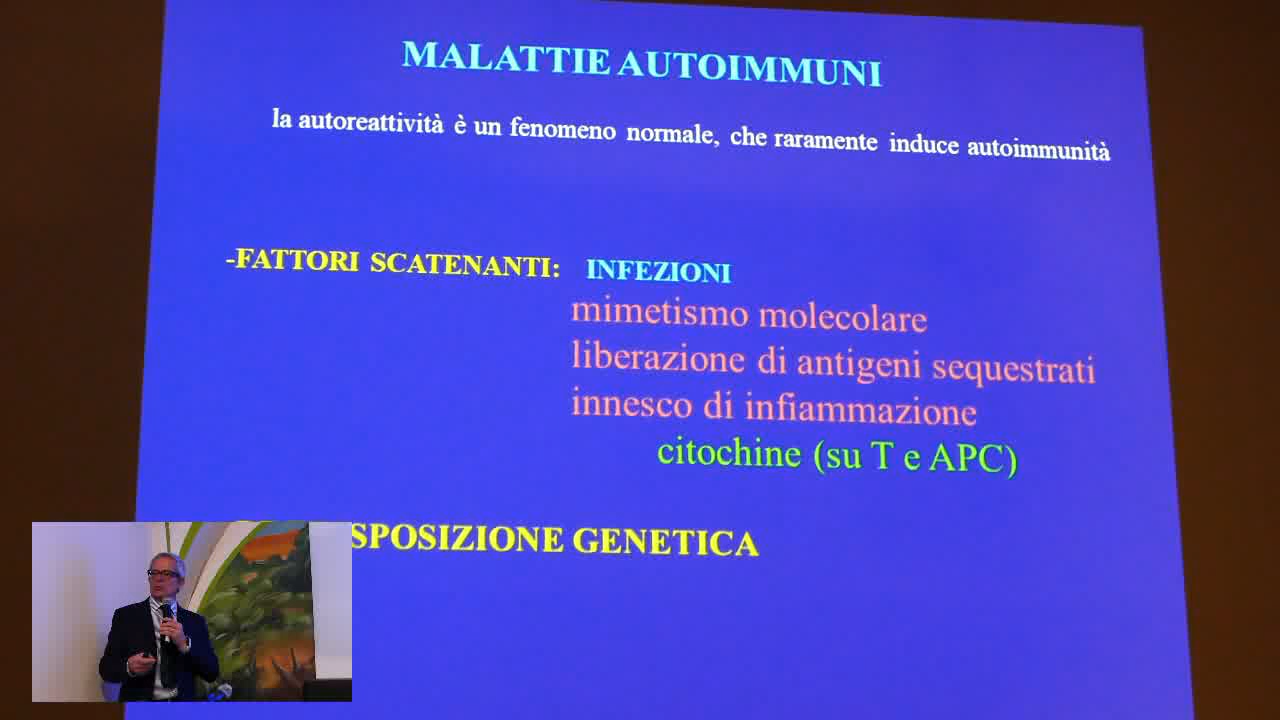 MALATTIE AUTOIMMUNI
la autoreattività è un fenomeno normale, che raramente induce autoimmunità
-FATTORI SCATENANTI: INFEZIONI
mimetismo molecolare
liberazione di antigeni sequestrati
innesco di infiammazione
citochine (su T e APC)
SPOSIZIONE GENETICA